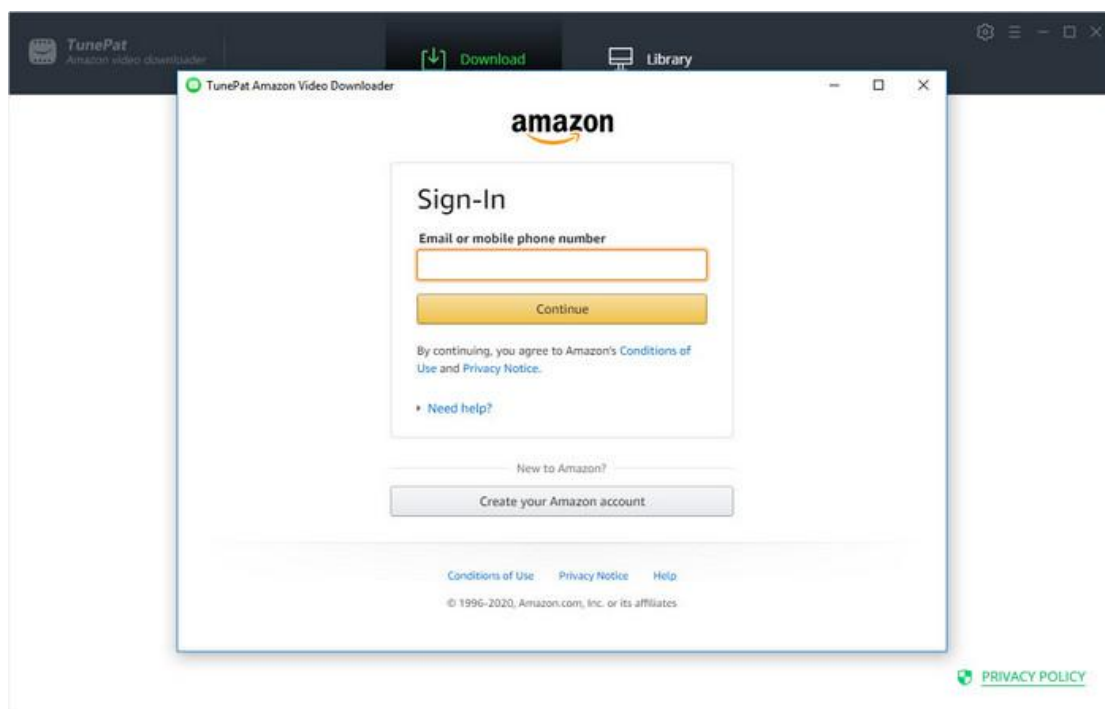 TunePat
Amazon video downloader
Download
Library
TunePat Amazon Video Downloader
amazon
Sign-In
Email or mobile phone number
Continue
By continuing, you agree to Amazon's Conditions of
Use and Privacy Notice.
Need help?
New to Amazon?
Create your Amazon account
Conditions of Use Privacy Notice Help
© 1996-2020, Amazon.com, Inc. or its affiliates
PRIVACY POLICY